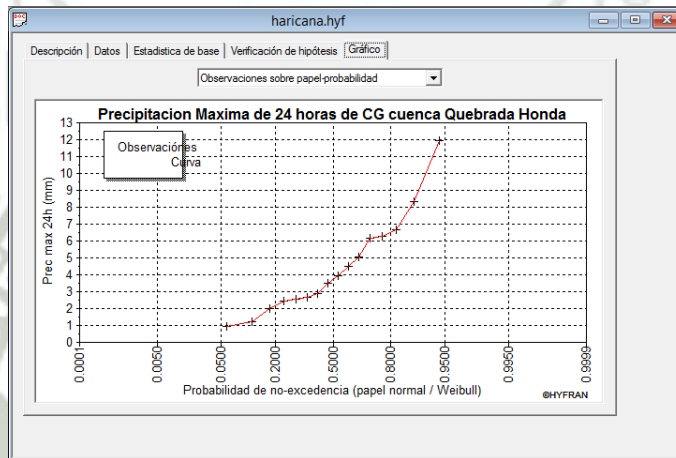 haricana.hyf
Descripción Datos Estadistica de base Verificación de hipótesis Gráfico
Observaciones sobre papel-probabilidad
Precipitacion Maxima de 24 horas de CG cuenca Quebrada Honda
13
12
11
10
9
8
7
6
5
4
3
2
1
0
Observaciónes
Curva
Prec max 24h (mm)
0.0001 0.0050 0.0500 0.2000 0.5000 0.8000 0.9500 0.9950 0.9999
Probabilidad de no-excedencia (papel normal / Weibull)
©HYFRAN